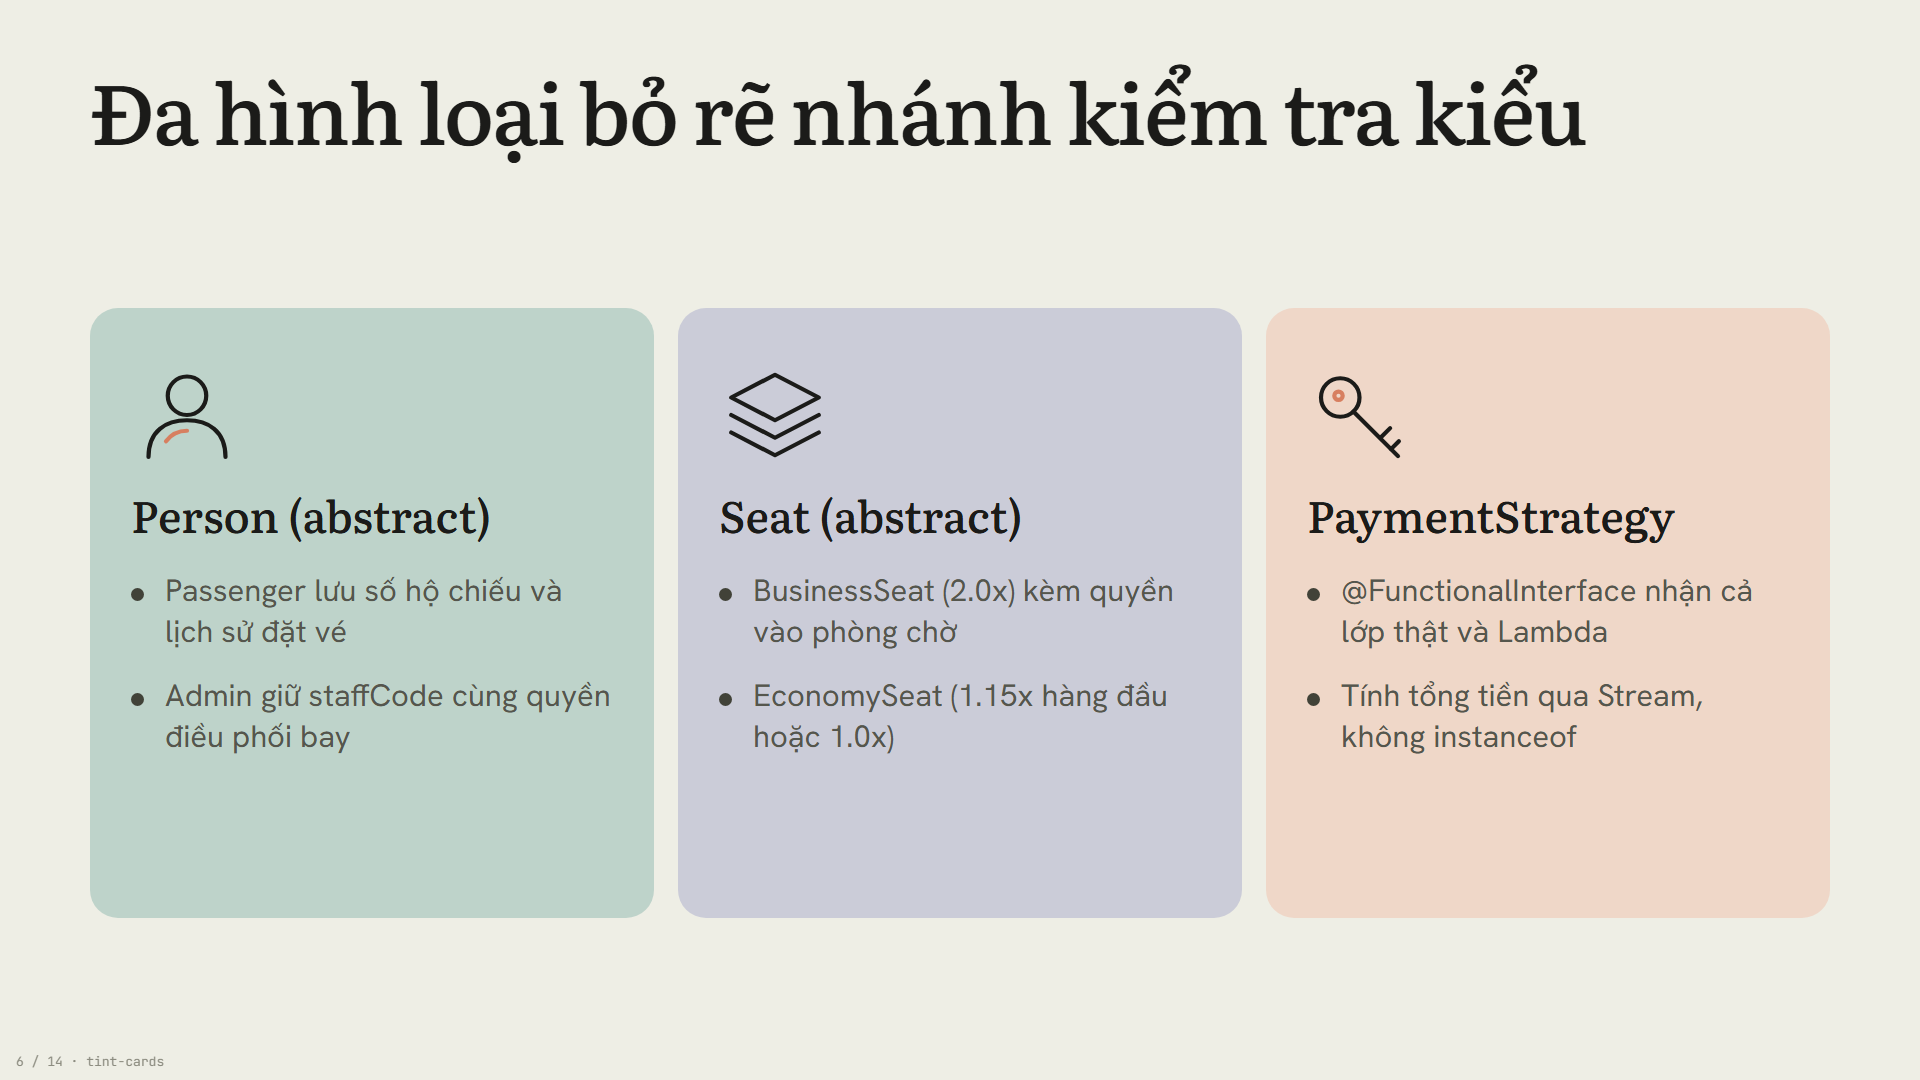 Đa hình loại bỏ rẽ nhánh kiểm tra kiểu
Person (abstract)
Passenger lưu số hộ chiếu và
lịch sử đặt vé
Admin giữ staffCode cùng quyền
điều phối bay
Seat (abstract)
BusinessSeat (2.0x) kèm quyền
vào phòng chờ
EconomySeat (1.15x hàng đầu
hoặc 1.0x)
PaymentStrategy
@FunctionalInterface nhận cả
lớp thật và Lambda
Tính tổng tiền qua Stream,
không instanceof
6 / 14 · tint-cards